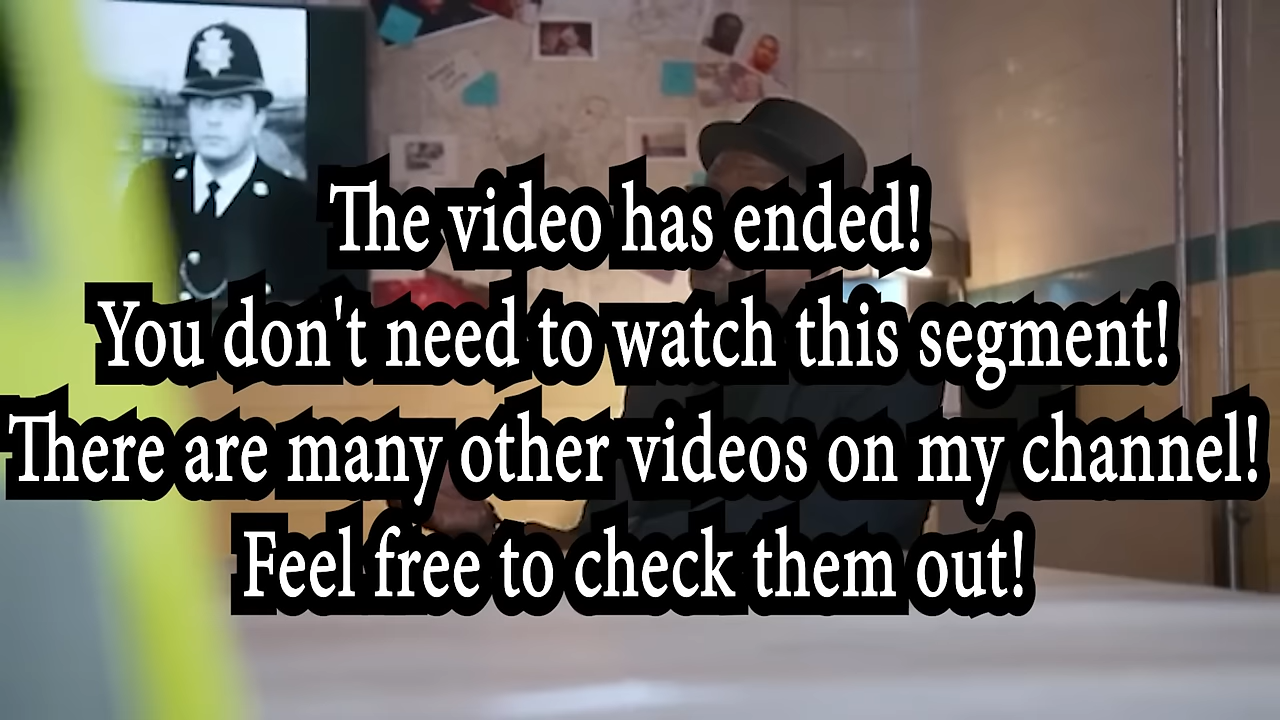 The video has ended!
You don't need to watch this segment!
There are many other videos on my channel!
Feel free to check them out!